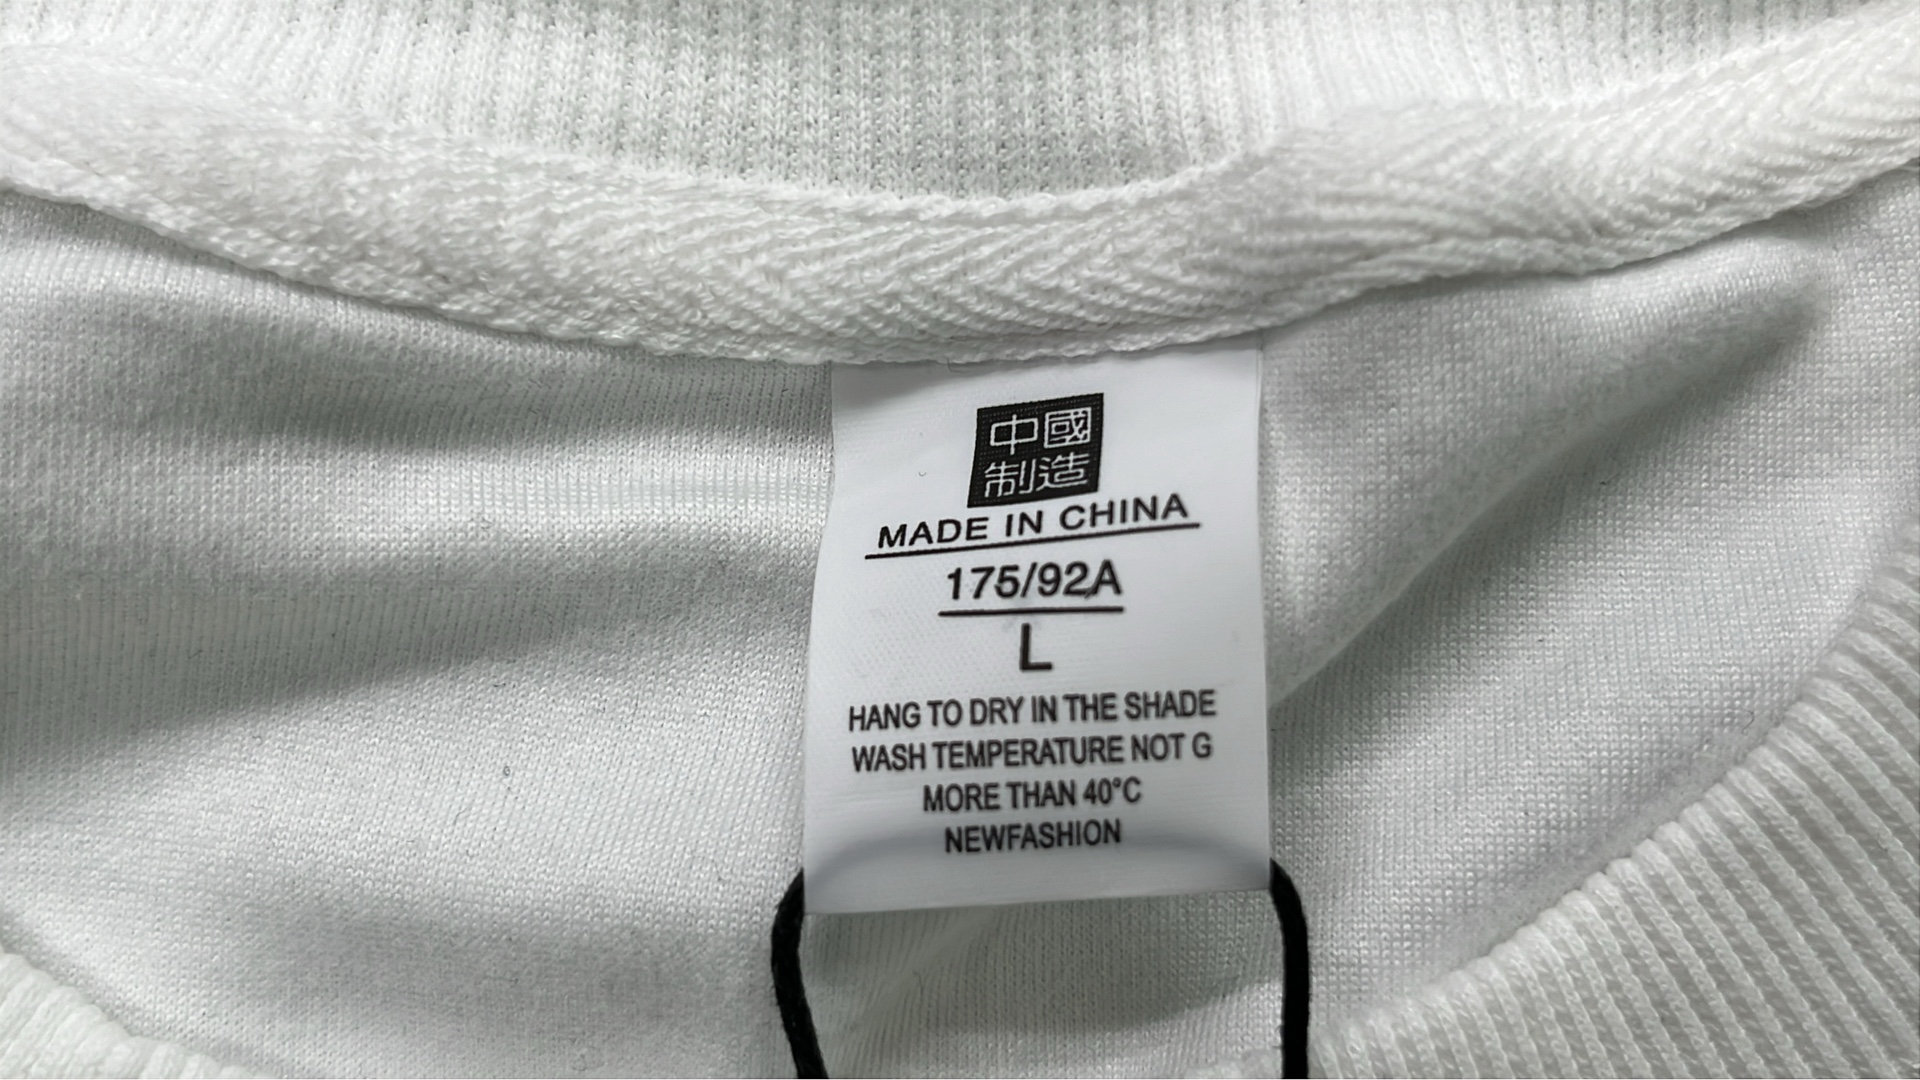 中國
制造
MADE IN CHINA
175/92A
L
HANG TO DRY IN THE SHADE
WASH TEMPERATURE NOT G
MORE THAN 40°C
NEWFASHION